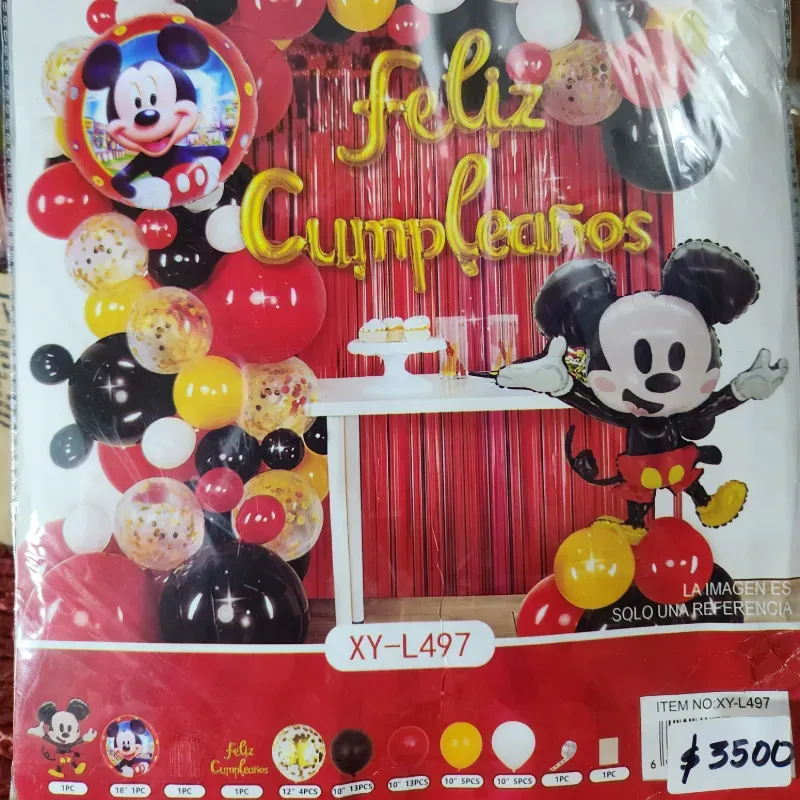 Feliz
Cumpleaños
LA IMAGEN ES
SOLO UNA REFERENCIA
XY-L497
ITEM NO:XY-L497
Feliz
Cumpleaños
1PC
18" 1PC
1PC
1PC
12" 4PCS
10" 13PCS
10" 13PCS
10" 5PCS
10" 5PCS
1PC
1PC
6
$3500